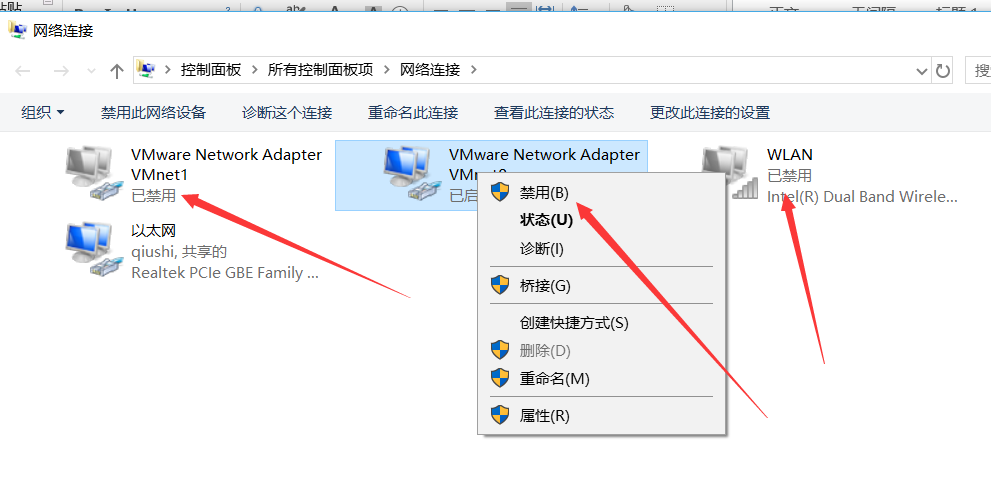 网络连接
控制面板 > 所有控制面板项 > 网络连接 >
组织 禁用此网络设备 诊断这个连接 重命名此连接 查看此连接的状态 更改此连接的设置
VMware Network Adapter
VMnet1
已禁用
VMware Network Adapter
已启
WLAN
已禁用
Intel(R) Dual Band Wirele...
以太网
qiushi, 共享的
Realtek PCIe GBE Family ...
禁用(B)
状态(U)
诊断(I)
桥接(G)
创建快捷方式(S)
删除(D)
重命名(M)
属性(R)